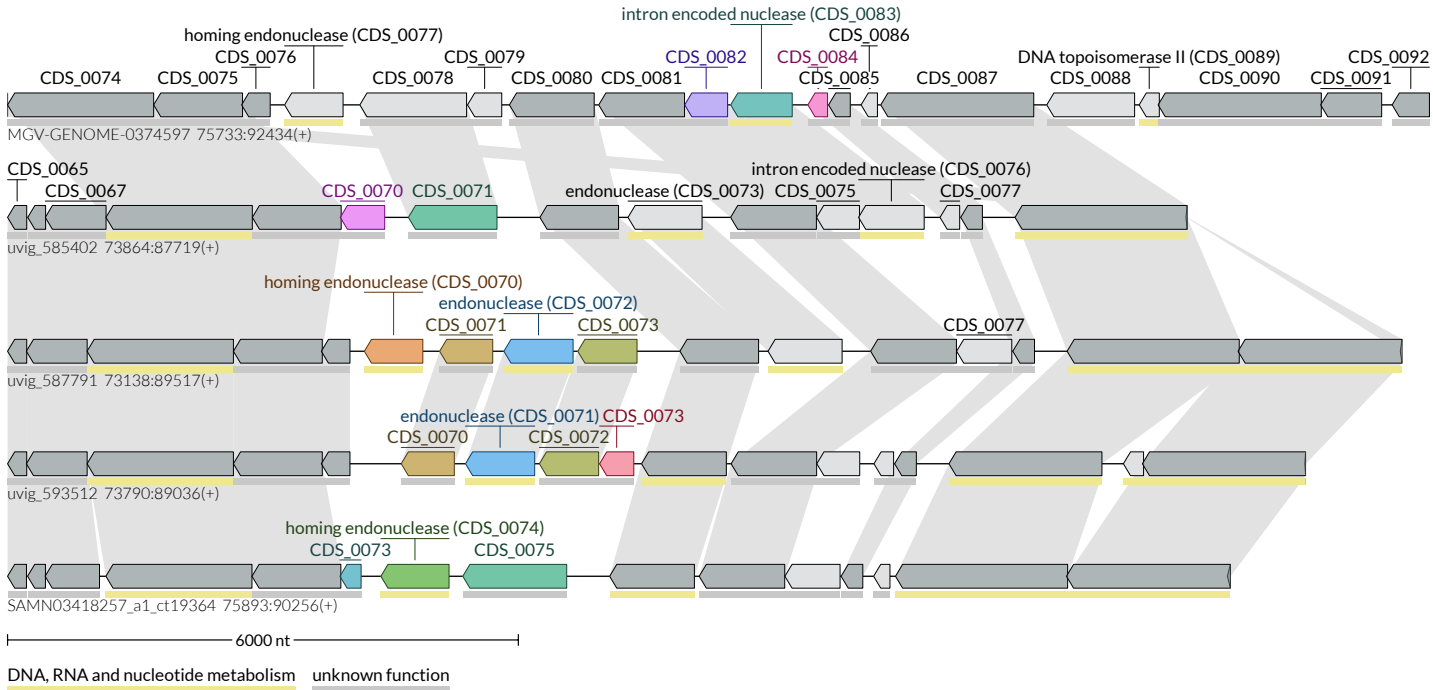 intron encoded nuclease (CDS_0083)
homing endonuclease (CDS_0077) CDS_0086
CDS_0076 CDS_0079 CDS_0082 CDS_0084 DNA topoisomerase II (CDS_0089) CDS_0092
CDS_0074 CDS_0075 CDS_0078 CDS_0080 CDS_0081 CDS_0085 CDS_0087 CDS_0088 CDS_0090 CDS_0091
MGV-GENOME-0374597 75733:92434(+)
CDS_0065 intron encoded nuclease (CDS_0076)
CDS_0067 CDS_0070 CDS_0071 endonuclease (CDS_0073) CDS_0075 CDS_0077
uvig_585402 73864:87719(+)
homing endonuclease (CDS_0070)
endonuclease (CDS_0072)
CDS_0071 CDS_0073 CDS_0077
uvig_587791 73138:89517(+)
endonuclease (CDS_0071) CDS_0073
CDS_0070 CDS_0072
uvig_593512 73790:89036(+)
homing endonuclease (CDS_0074)
CDS_0073 CDS_0075
SAMN03418257_a1_ct19364 75893:90256(+)
6000 nt
DNA, RNA and nucleotide metabolism unknown function